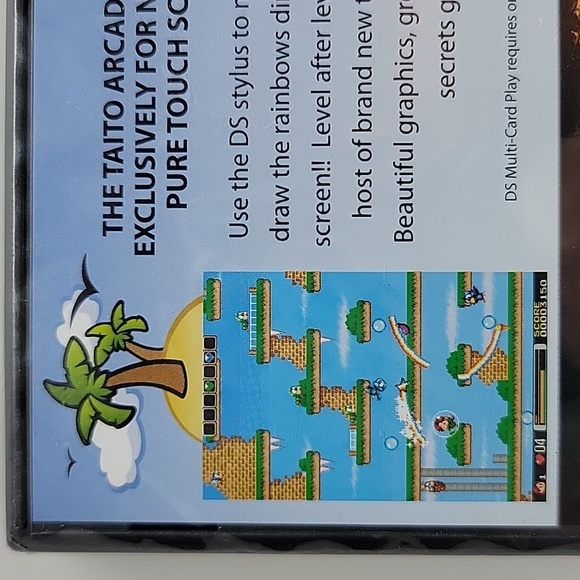 THE TAITO ARCAD
EXCLUSIVELY FOR N
PURE TOUCH SC
Use the DS stylus to
draw the rainbows di
screen!! Level after lev
host of brand new
Beautiful graphics, gr
secrets g
DS Multi-Card Play requires
SCORE
00003150
1
04